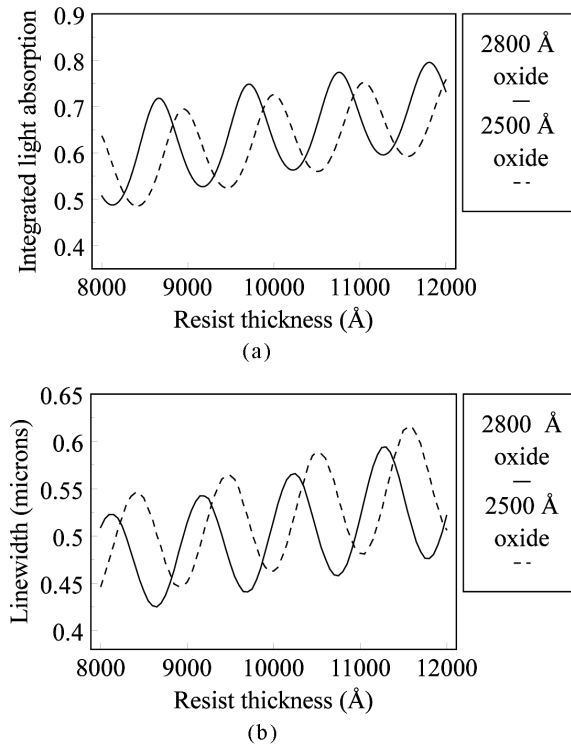 0.9
0.8
0.7
0.6
0.5
0.4
Integrated light absorption
8000 9000 10000 11000 12000
Resist thickness (Å)
(a)
2800 Å
oxide
2500 Å
oxide
0.65
0.6
0.55
0.5
0.45
0.4
Linewidth (microns)
8000 9000 10000 11000 12000
Resist thickness (Å)
(b)
2800 Å
oxide
2500 Å
oxide